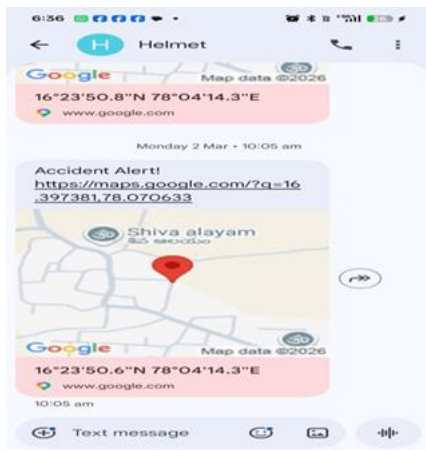 6:36
H Helmet
Google Map data ©2026
16°23'50.8"N 78°04'14.3"E
www.google.com
Monday 2 Mar • 10:05 am
Accident Alert!
https://maps.google.com/?q=16
.397381,78.070633
Shiva alayam
Google Map data ©2026
16°23'50.6"N 78°04'14.3"E
www.google.com
10:05 am
Text message